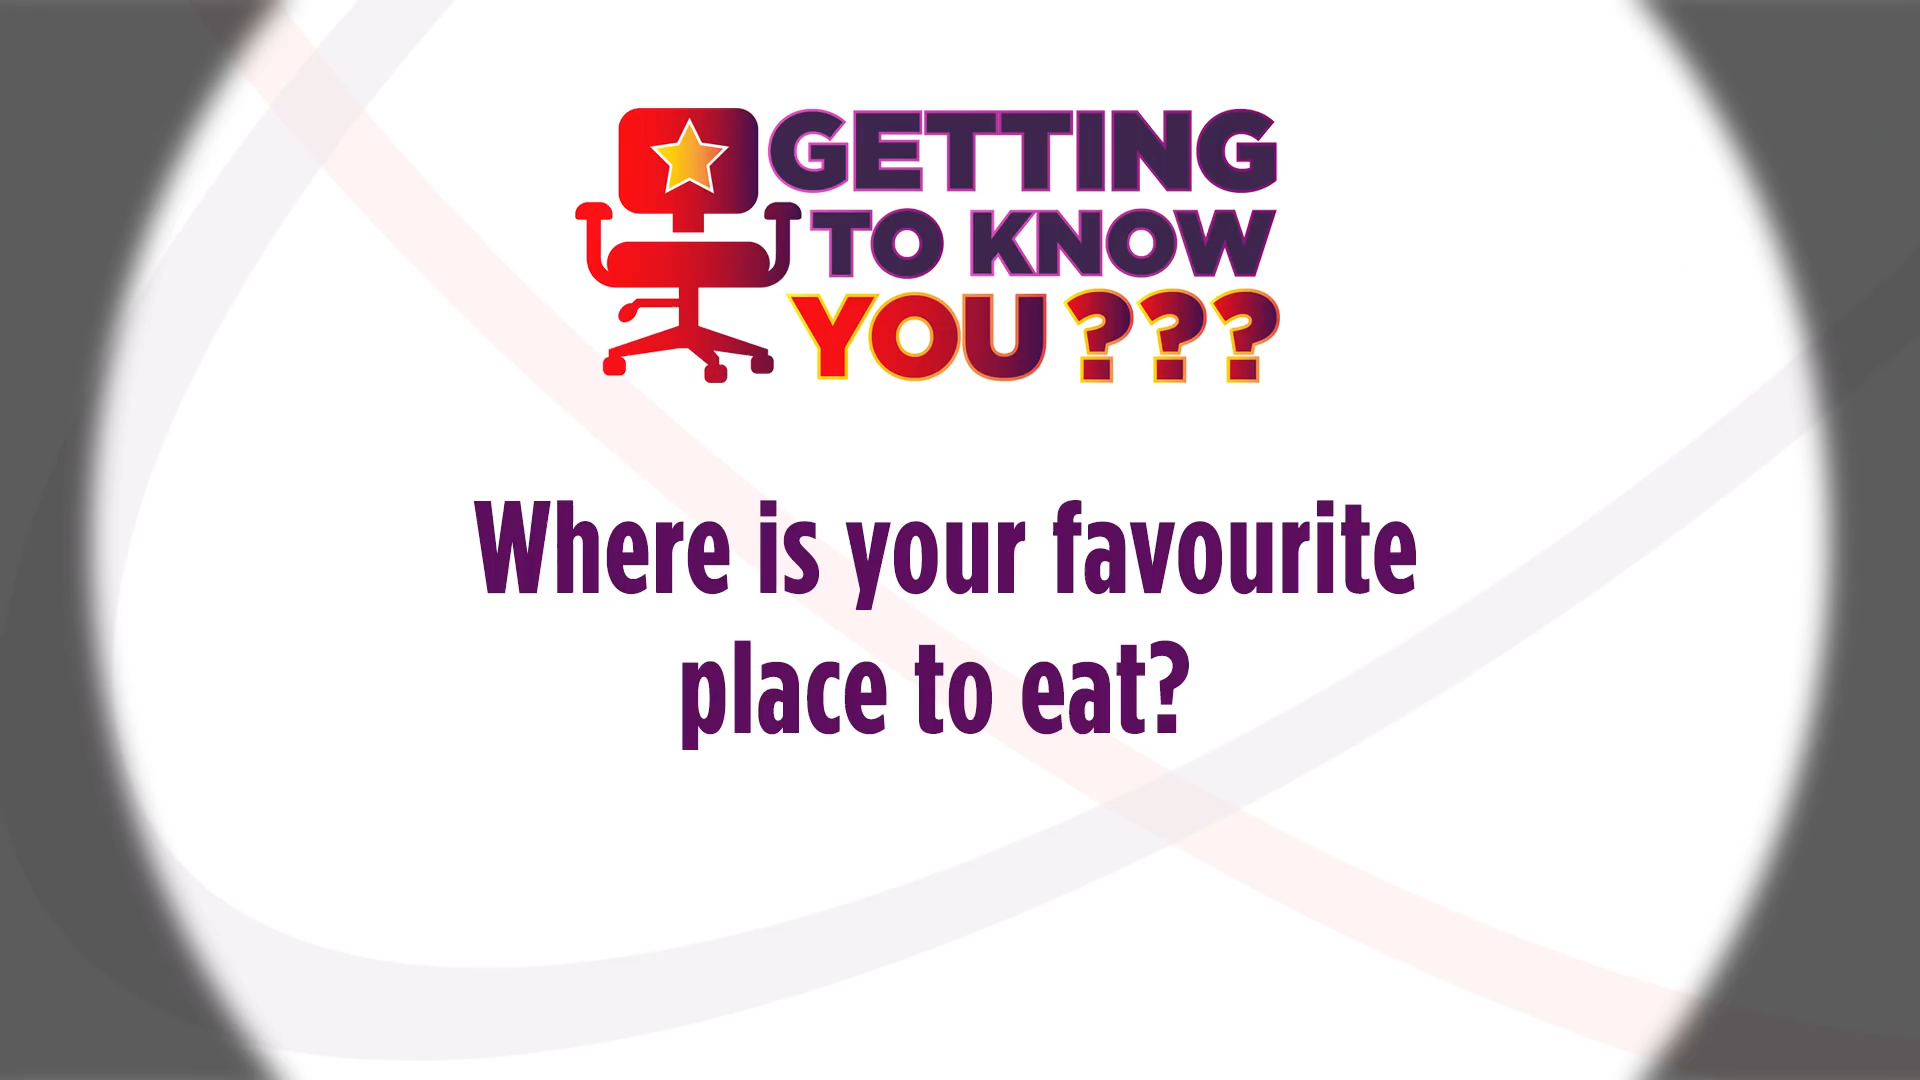 GETTING
TO KNOW
YOU ???
Where is your favourite
place to eat?